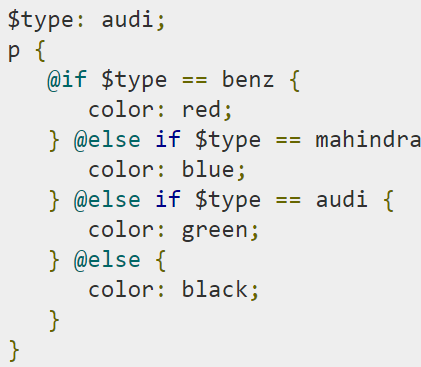 $type: audi;
p {
   @if $type == benz {
      color: red;
   } @else if $type == mahindra
      color: blue;
   } @else if $type == audi {
      color: green;
   } @else {
      color: black;
   }
}